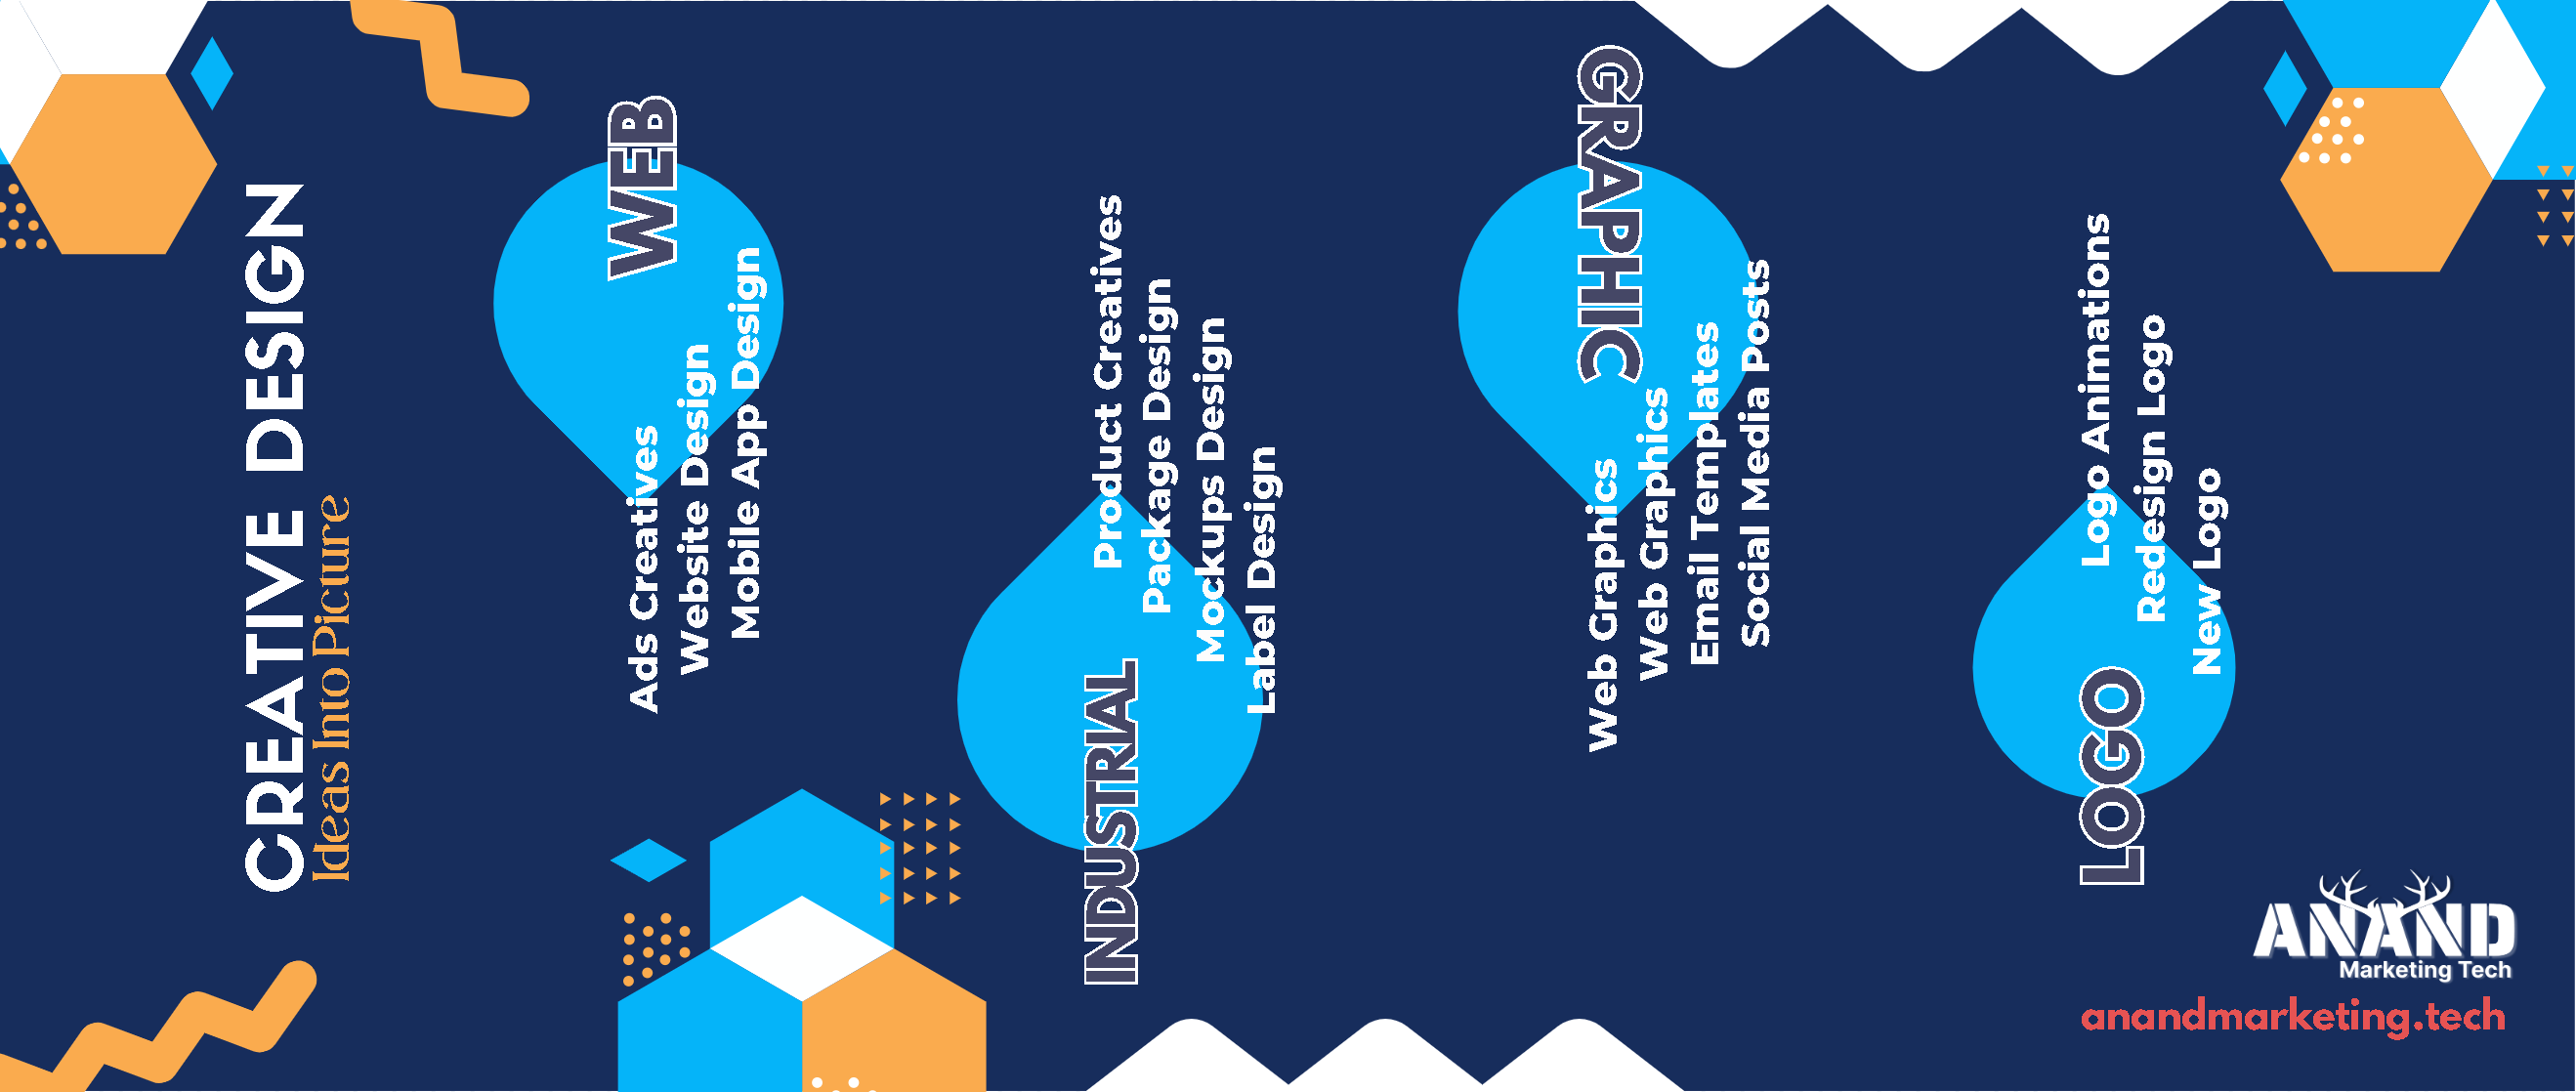 CREATIVE DESIGN
Ideas Into Picture
WEB
Ads Creatives
Website Design
Mobile App Design
INDUSTRIAL
Product Creatives
Package Design
Mockups Design
Label Design
GRAPHIC
Web Graphics
Web Graphics
Email Templates
Social Media Posts
LOGO
Logo Animations
Redesign Logo
New Logo
ANAND
Marketing Tech
anandmarketing.tech